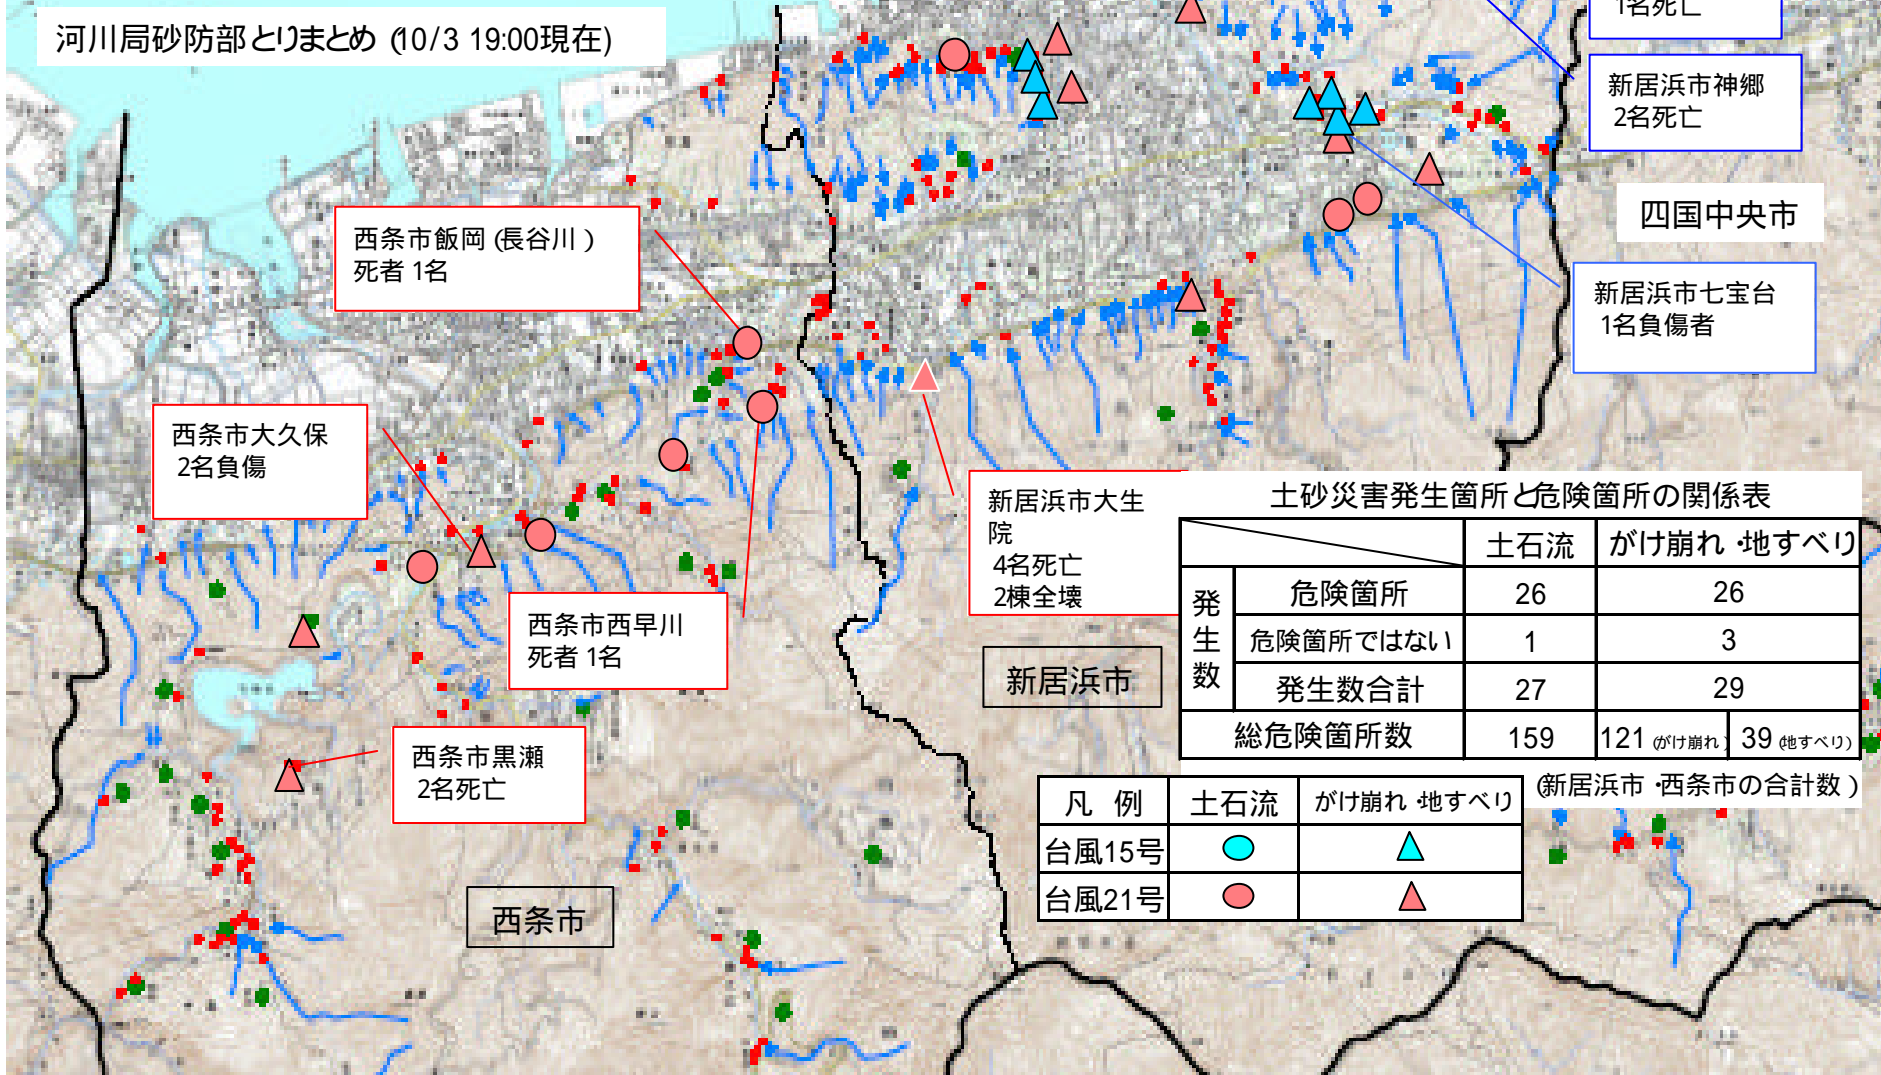 河川局砂防部とりまとめ (10/3 19:00現在)
1名死亡
新居浜市神郷
2名死亡
四国中央市
西条市飯岡 (長谷川)
死者 1名
新居浜市七宝台
1名負傷者
西条市大久保
2名負傷
新居浜市大生
院
4名死亡
2棟全壊
西条市西早川
死者 1名
新居浜市
西条市黒瀬
2名死亡
西条市
土砂災害発生箇所と危険箇所の関係表
土石流 がけ崩れ・地すべり
発生数
危険箇所 26 26
危険箇所ではない 1 3
発生数合計 27 29
総危険箇所数 159 121 (がけ崩れ) 39 (地すべり)
(新居浜市・西条市の合計数)
凡 例 土石流 がけ崩れ・地すべり
台風15号
台風21号